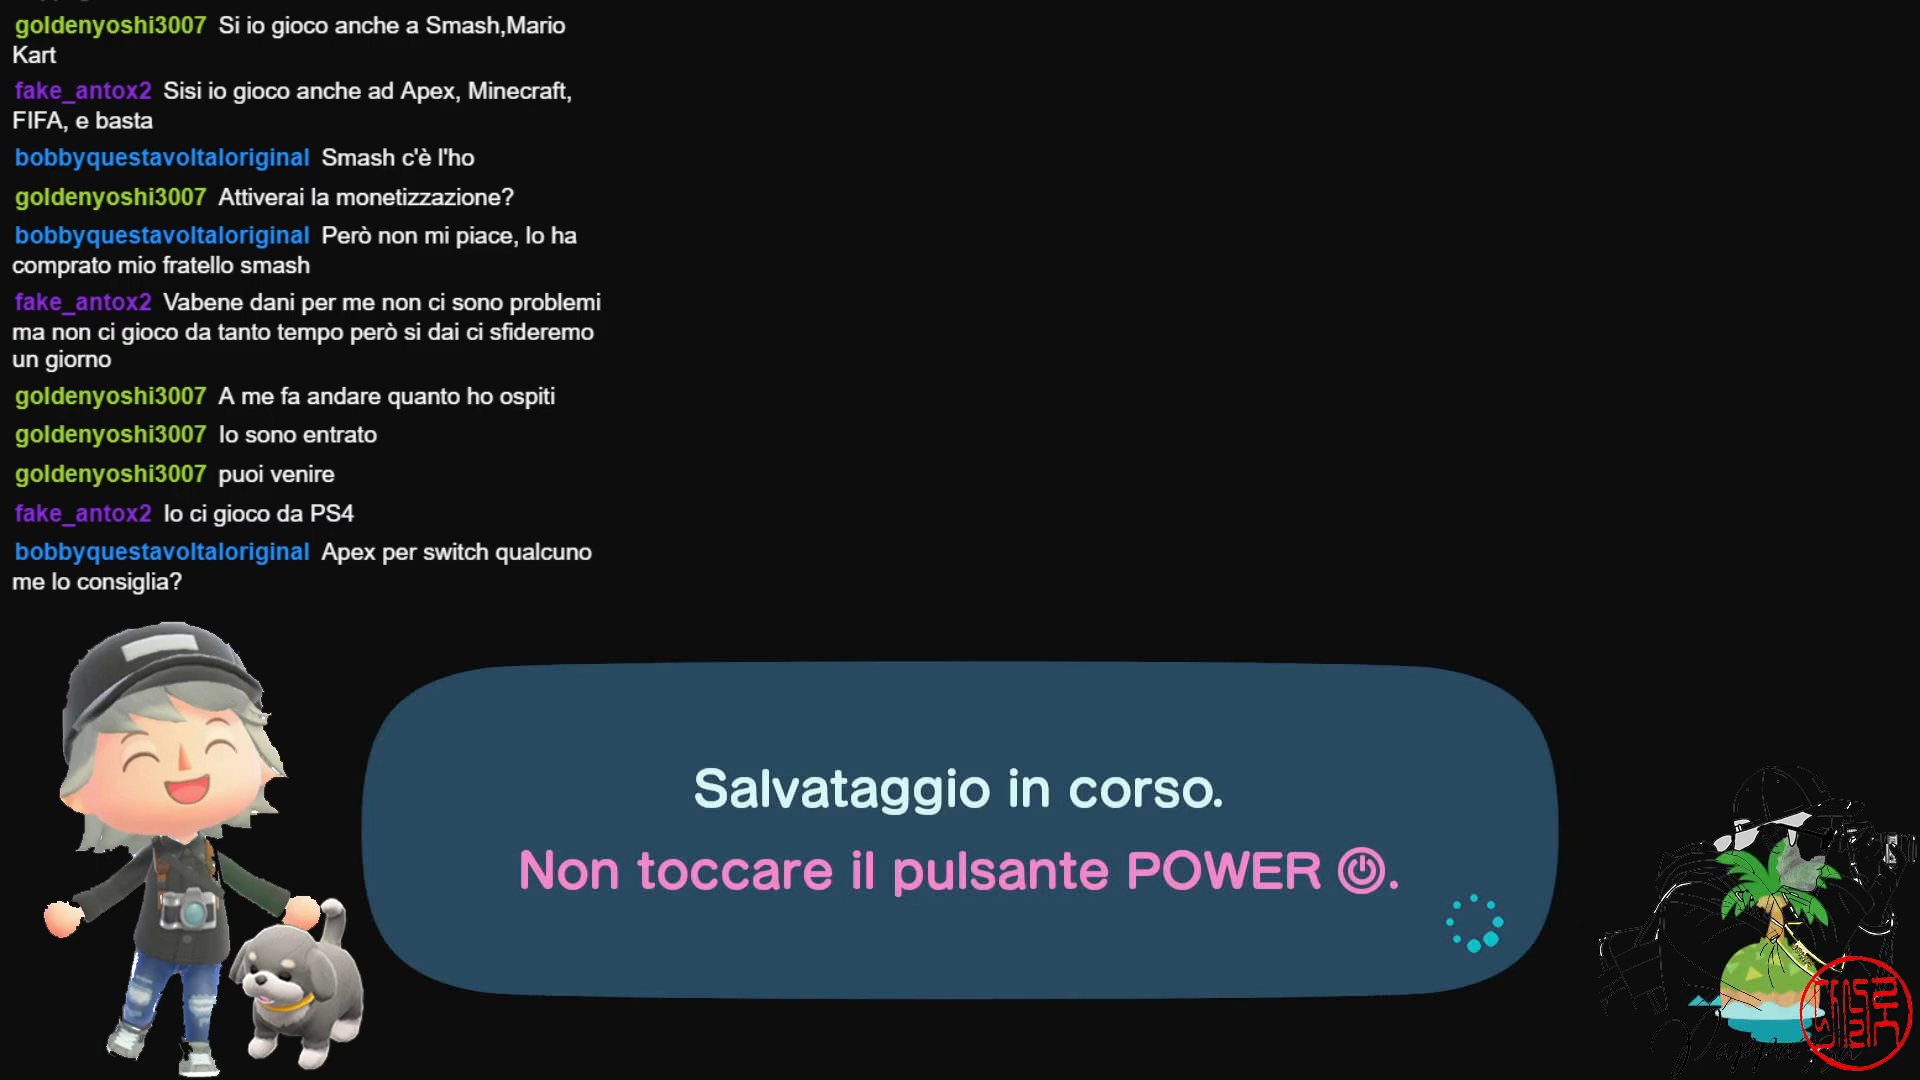 goldenyoshi3007 Si io gioco anche a Smash,Mario
Kart
fake_antox2 Sisi io gioco anche ad Apex, Minecraft,
FIFA, e basta
bobbyquestavoltaloriginal Smash c'è l'ho
goldenyoshi3007 Attiverai la monetizzazione?
bobbyquestavoltaloriginal Però non mi piace, lo ha
comprato mio fratello smash
fake_antox2 Vabene dani per me non ci sono problemi
ma non ci gioco da tanto tempo però si dai ci sfideremo
un giorno
goldenyoshi3007 A me fa andare quanto ho ospiti
goldenyoshi3007 Io sono entrato
goldenyoshi3007 puoi venire
fake_antox2 Io ci gioco da PS4
bobbyquestavoltaloriginal Apex per switch qualcuno
me lo consiglia?
Salvataggio in corso.
Non toccare il pulsante POWER ⏻.